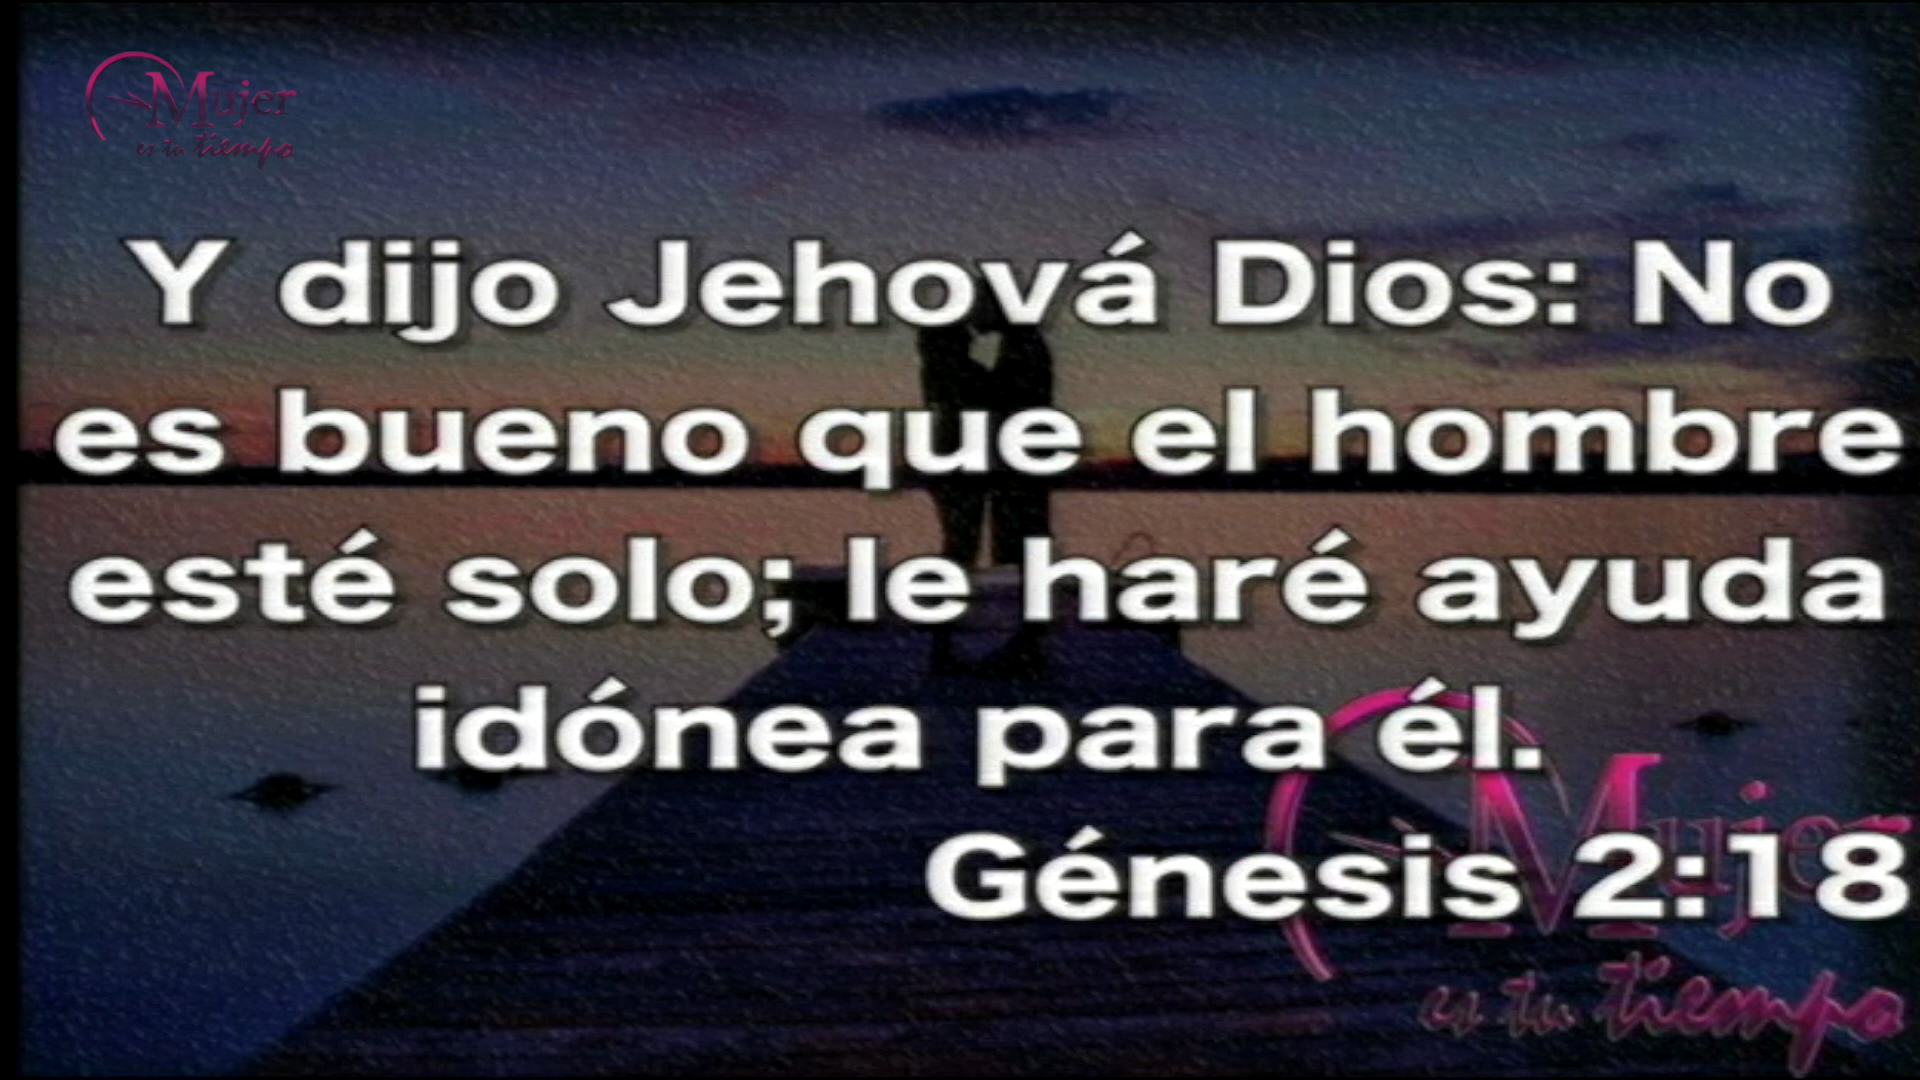 Mujer
es tu tiempo
Y dijo Jehová Dios: No
es bueno que el hombre
esté solo; le haré ayuda
idónea para él.
Génesis 2:18
Mujer
es tu tiempo